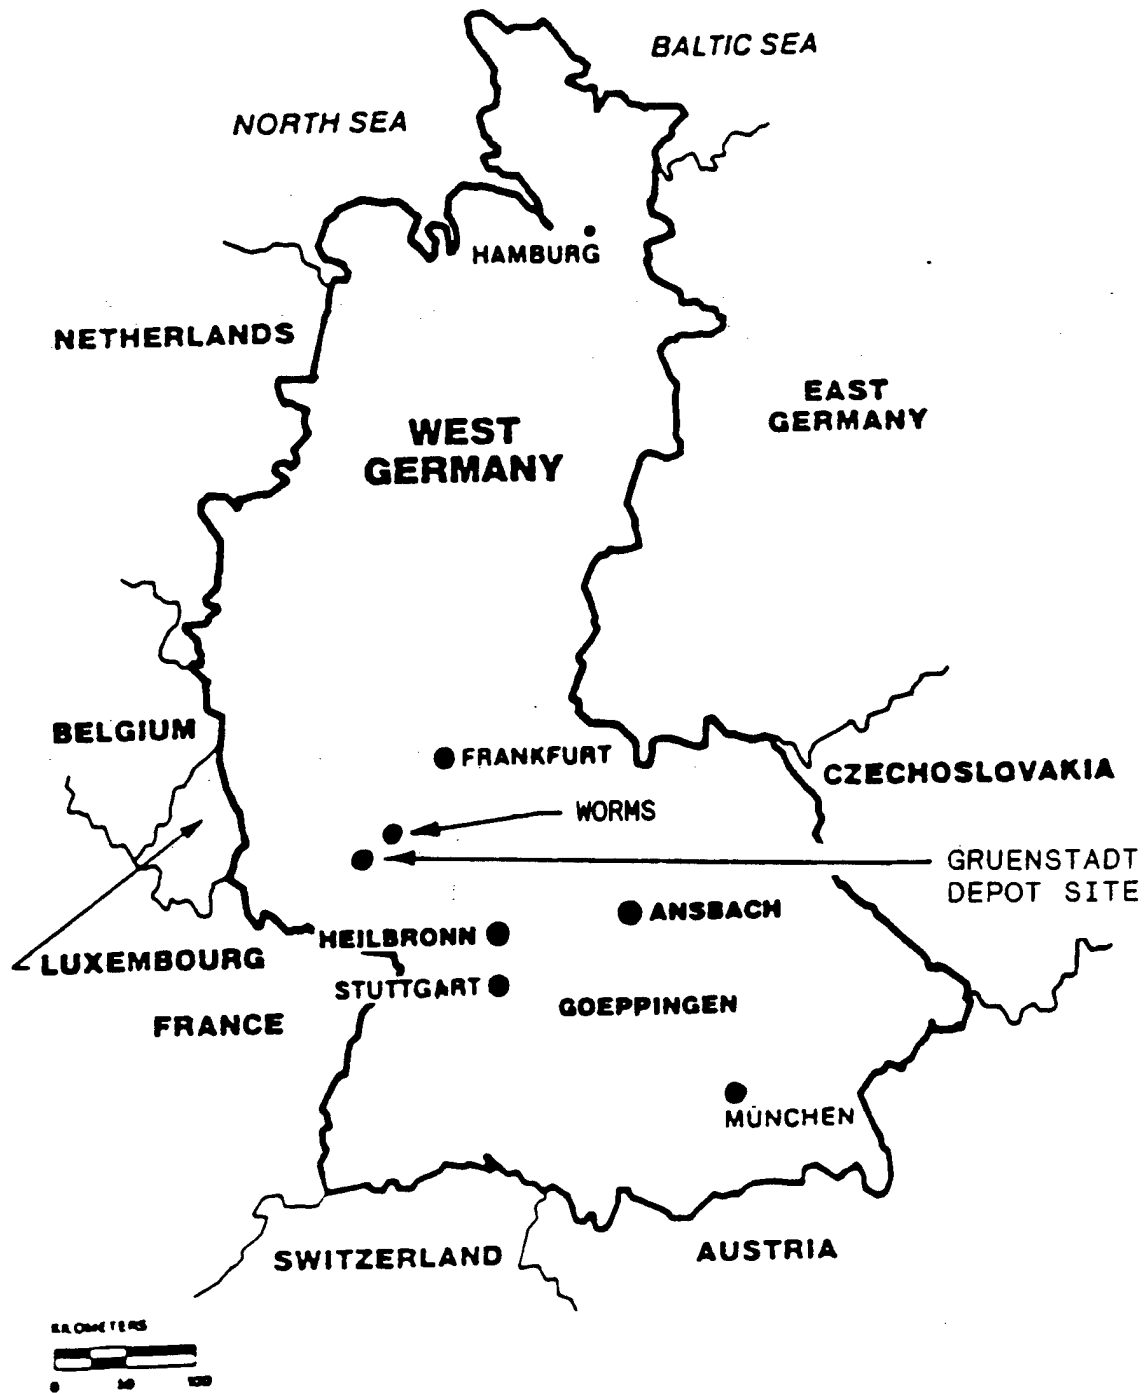 BALTIC SEA
NORTH SEA
HAMBURG
NETHERLANDS
EAST
GERMANY
WEST
GERMANY
BELGIUM
FRANKFURT
CZECHOSLOVAKIA
WORMS
GRUENSTADT
DEPOT SITE
ANSBACH
HEILBRONN
LUXEMBOURG
STUTTGART
GOEPPINGEN
FRANCE
MÜNCHEN
SWITZERLAND
AUSTRIA
KILOMETERS
0 50 100